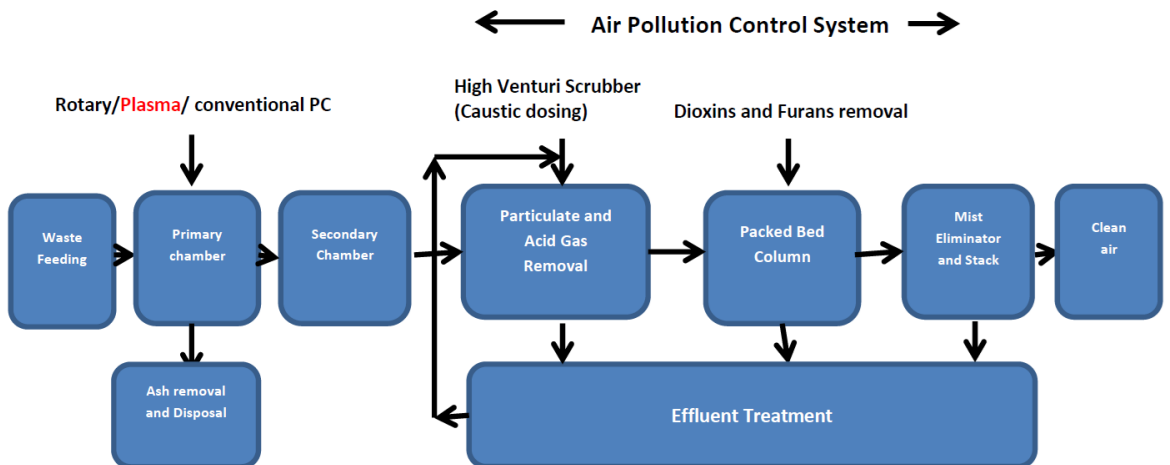 Air Pollution Control System
High Venturi Scrubber
(Caustic dosing)
Rotary/Plasma/ conventional PC
Dioxins and Furans removal
Waste
Feeding
Primary
chamber
Secondary
Chamber
Particulate and
Acid Gas
Removal
Packed Bed
Column
Mist
Eliminator
and Stack
Clean
air
Ash removal
and Disposal
Effluent Treatment